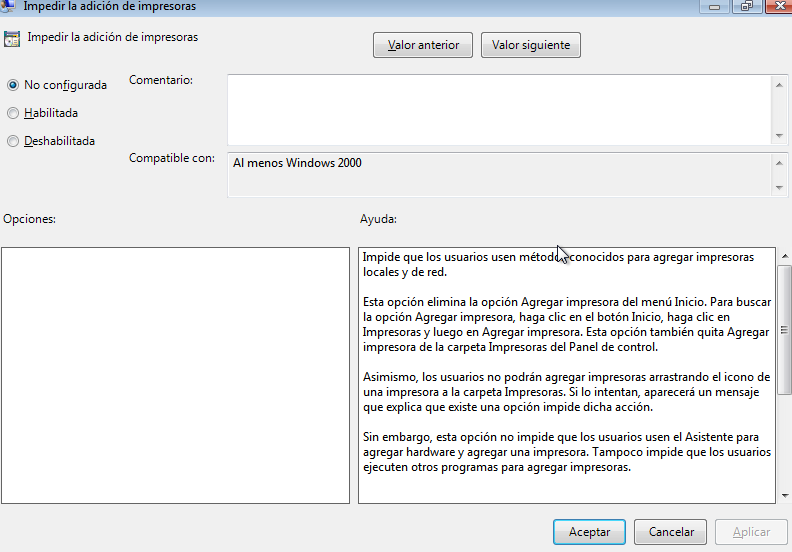 Impedir la adición de impresoras
Impedir la adición de impresoras
Valor anterior
Valor siguiente
No configurada
Comentario:
Habilitada
Deshabilitada
Compatible con:
Al menos Windows 2000
Opciones:
Ayuda:
Impide que los usuarios usen métodos conocidos para agregar impresoras
locales y de red.
Esta opción elimina la opción Agregar impresora del menú Inicio. Para buscar
la opción Agregar impresora, haga clic en el botón Inicio, haga clic en
Impresoras y luego en Agregar impresora. Esta opción también quita Agregar
impresora de la carpeta Impresoras del Panel de control.
Asimismo, los usuarios no podrán agregar impresoras arrastrando el icono de
una impresora a la carpeta Impresoras. Si lo intentan, aparecerá un mensaje
que explica que existe una opción impide dicha acción.
Sin embargo, esta opción no impide que los usuarios usen el Asistente para
agregar hardware y agregar una impresora. Tampoco impide que los usuarios
ejecuten otros programas para agregar impresoras.
Aceptar
Cancelar
Aplicar